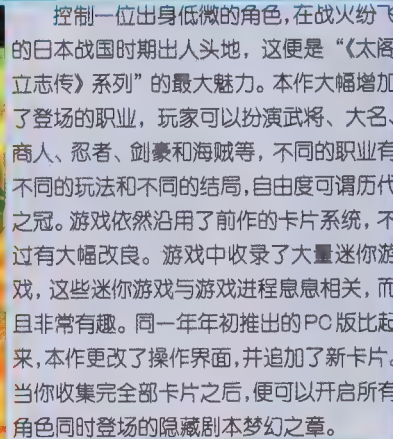 控制一位出身低微的角色,在战火纷飞
的日本战国时期出人头地，这便是“《太阁
立志传》系列”的最大魅力。本作大幅增加
了登场的职业，玩家可以扮演武将、大名、
商人、忍者、剑豪和海贼等，不同的职业有
不同的玩法和不同的结局,自由度可谓历代
之冠。游戏依然沿用了前作的卡片系统，不
过有大幅改良。游戏中收录了大量迷你游
戏，这些迷你游戏与游戏进程息息相关，而
且非常有趣。同一年年初推出的PC版比起
来,本作更改了操作界面,并追加了新卡片。
当你收集完全部卡片之后,便可以开启所有
角色同时登场的隐藏剧本梦幻之章。